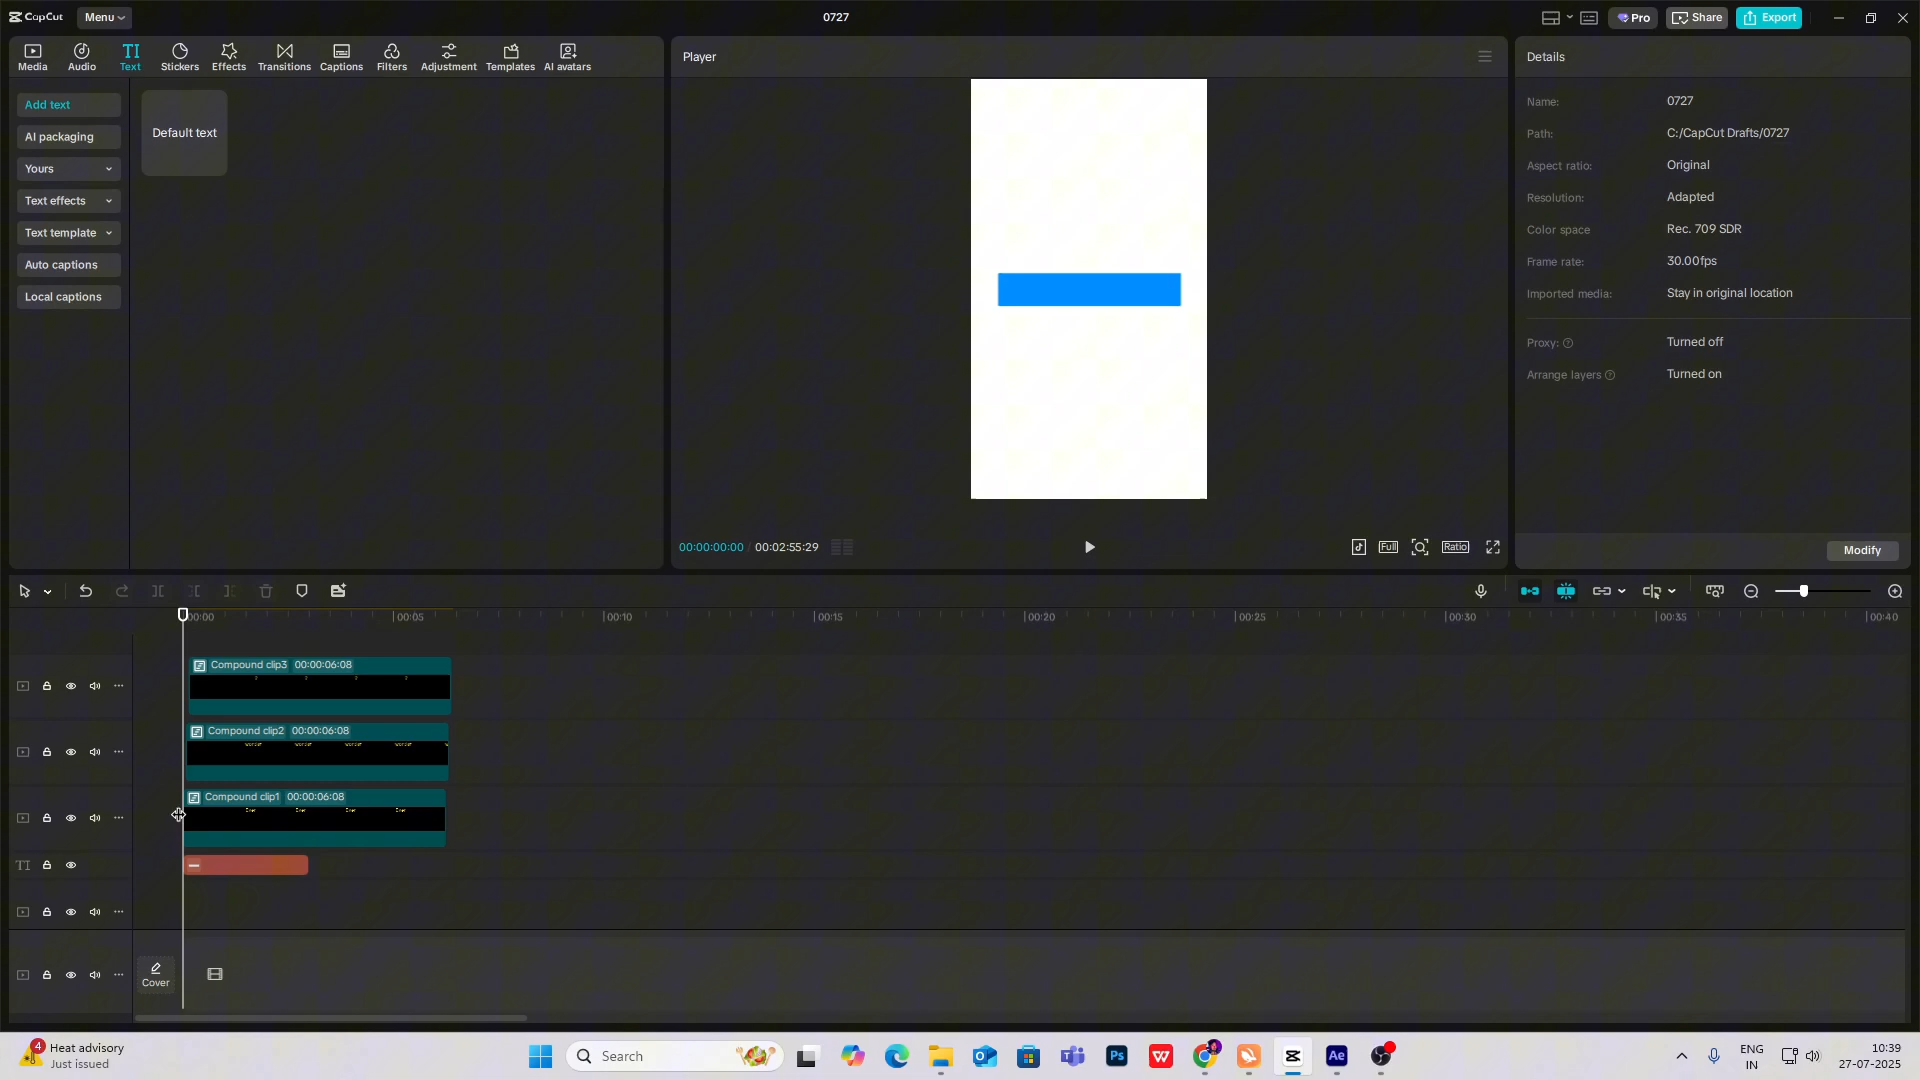 CapCut
Menu
0727
Pro
Share
Export
Media
Audio
TI
Text
Stickers
Effects
Transitions
Captions
Filters
Adjustment
Templates
AI avatars
Add text
AI packaging
Yours
Text effects
Text template
Auto captions
Local captions
Default text
Player
00:00:00:00 / 00:02:55:29
Full
Ratio
Details
Name: 0727
Path: C:/CapCut Drafts/0727
Aspect ratio: Original
Resolution: Adapted
Color space Rec. 709 SDR
Frame rate: 30.00fps
Imported media: Stay in original location
Proxy: Turned off
Arrange layers Turned on
Modify
00:00 00:05 00:10 00:15 00:20 00:25 00:30 00:35 00:40
Compound clip3 00:00:06:08
Compound clip2 00:00:06:08
Compound clip1 00:00:06:08
TI
Cover
4
Heat advisory
Just issued
Search
Ps
W
Ae
ENG
IN
10:39
27-07-2025